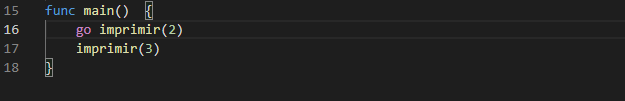 15 func main()  {
16     go imprimir(2)
17     imprimir(3)
18 }